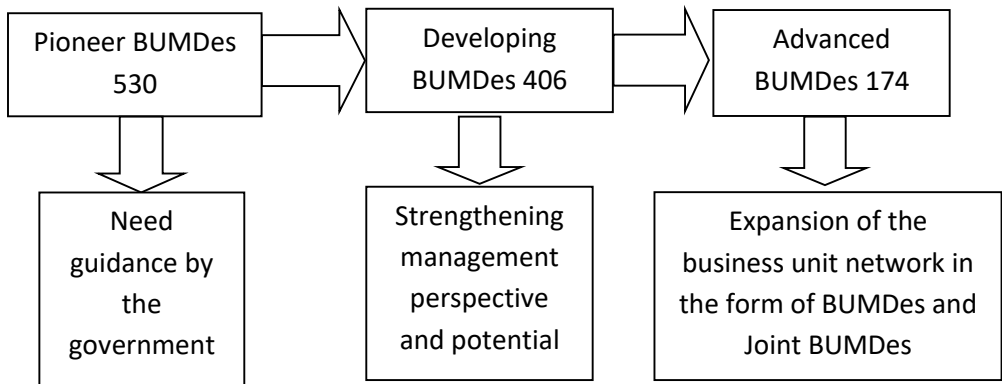 Pioneer BUMDes
530
Developing
BUMDes 406
Advanced
BUMDes 174
Need
guidance by
the
government
Strengthening
management
perspective
and potential
Expansion of the
business unit network in
the form of BUMDes and
Joint BUMDes